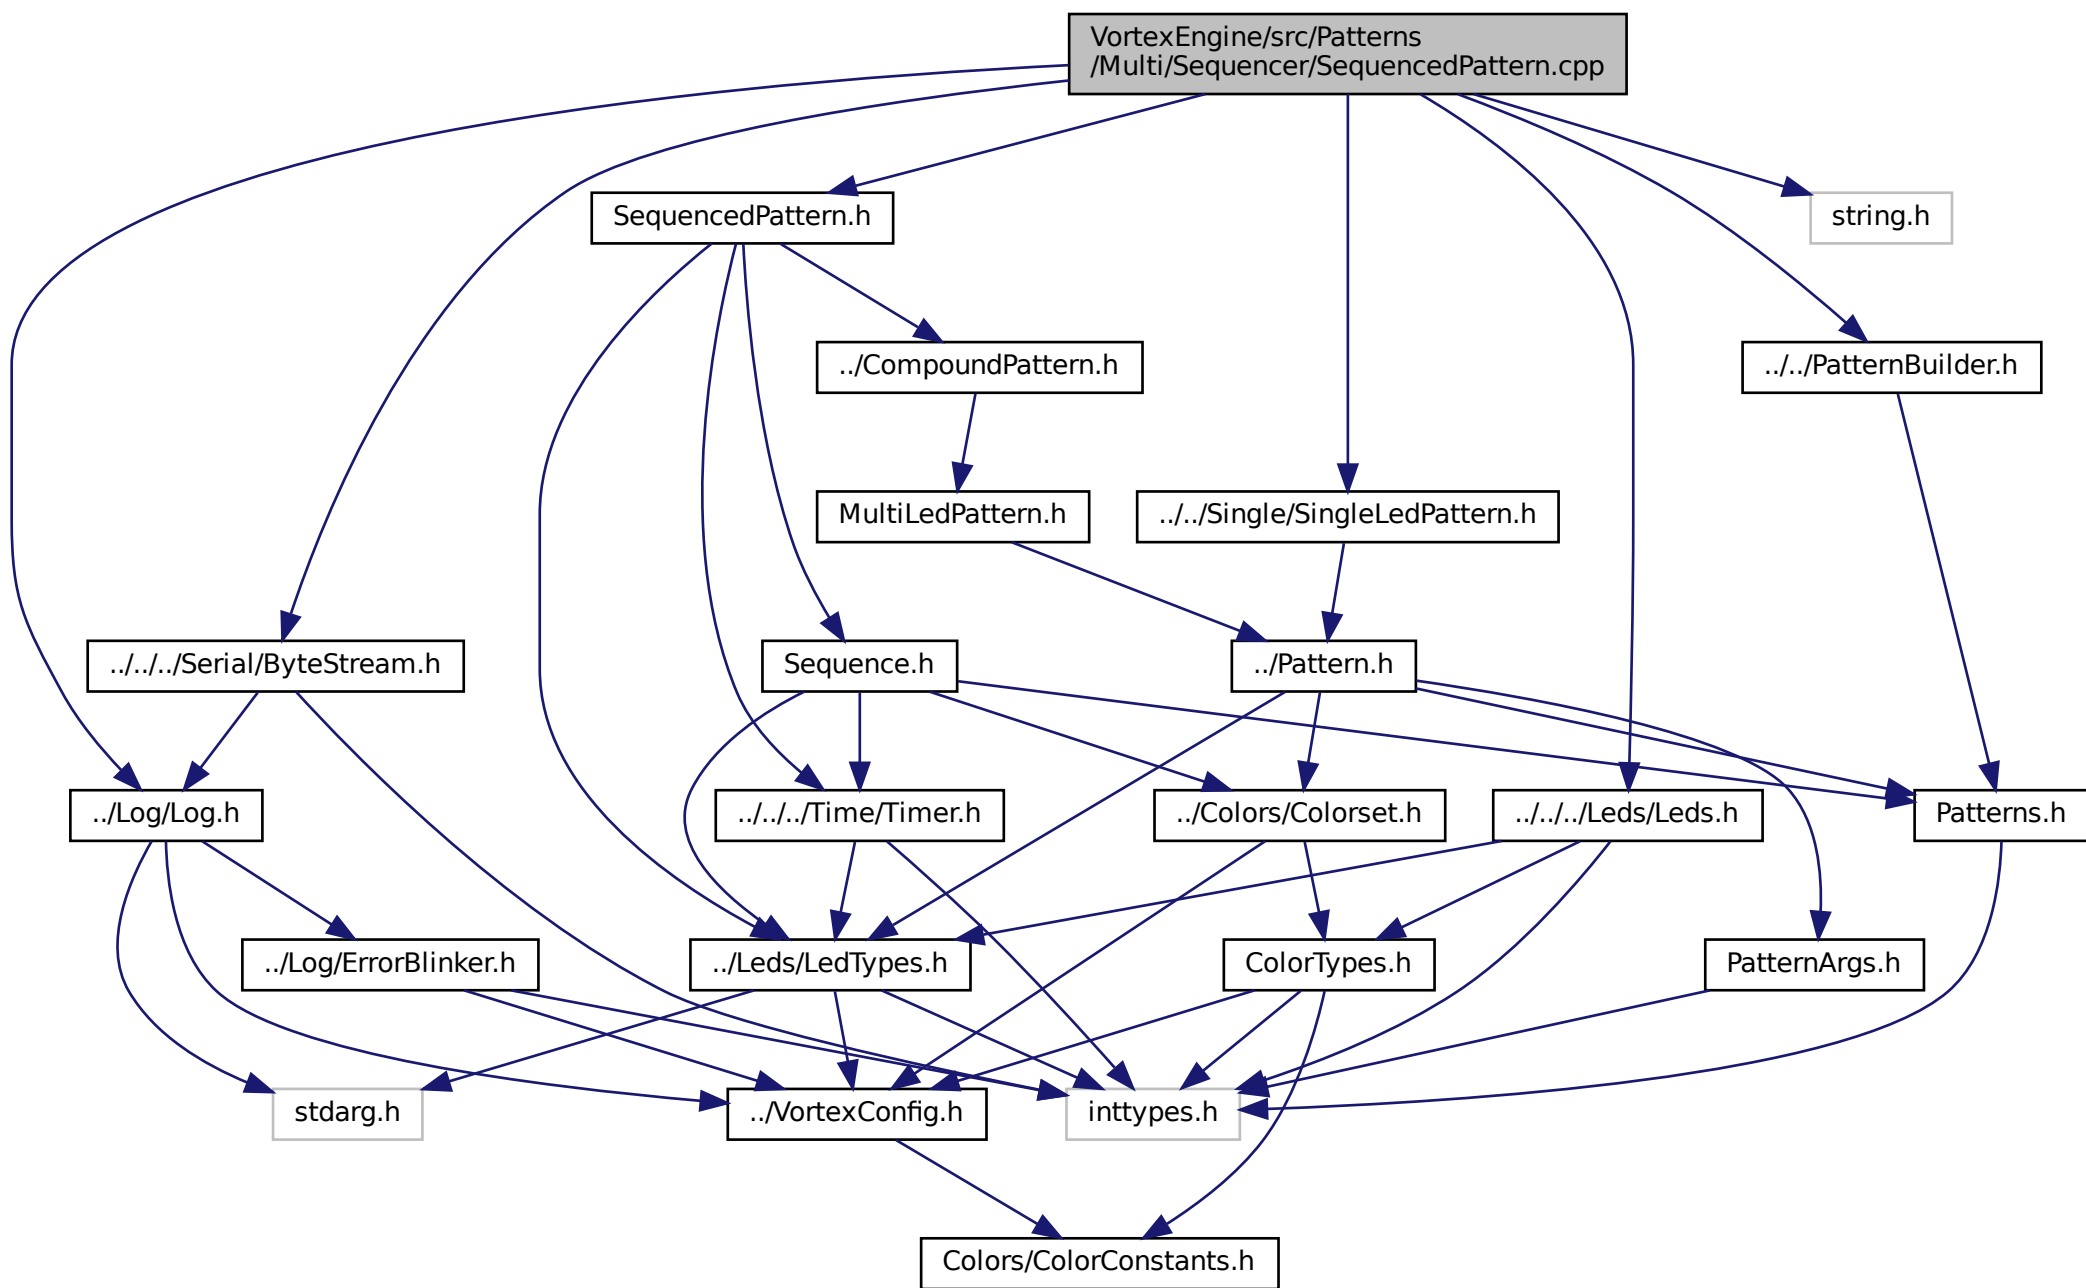 VortexEngine/src/Patterns
/Multi/Sequencer/SequencedPattern.cpp
SequencedPattern.h
string.h
../CompoundPattern.h
../../PatternBuilder.h
MultiLedPattern.h
../../Single/SingleLedPattern.h
../../../Serial/ByteStream.h
Sequence.h
../Pattern.h
../Log/Log.h
../../../Time/Timer.h
../Colors/Colorset.h
../../../Leds/Leds.h
Patterns.h
../Log/ErrorBlinker.h
../Leds/LedTypes.h
ColorTypes.h
PatternArgs.h
stdarg.h
../VortexConfig.h
inttypes.h
Colors/ColorConstants.h